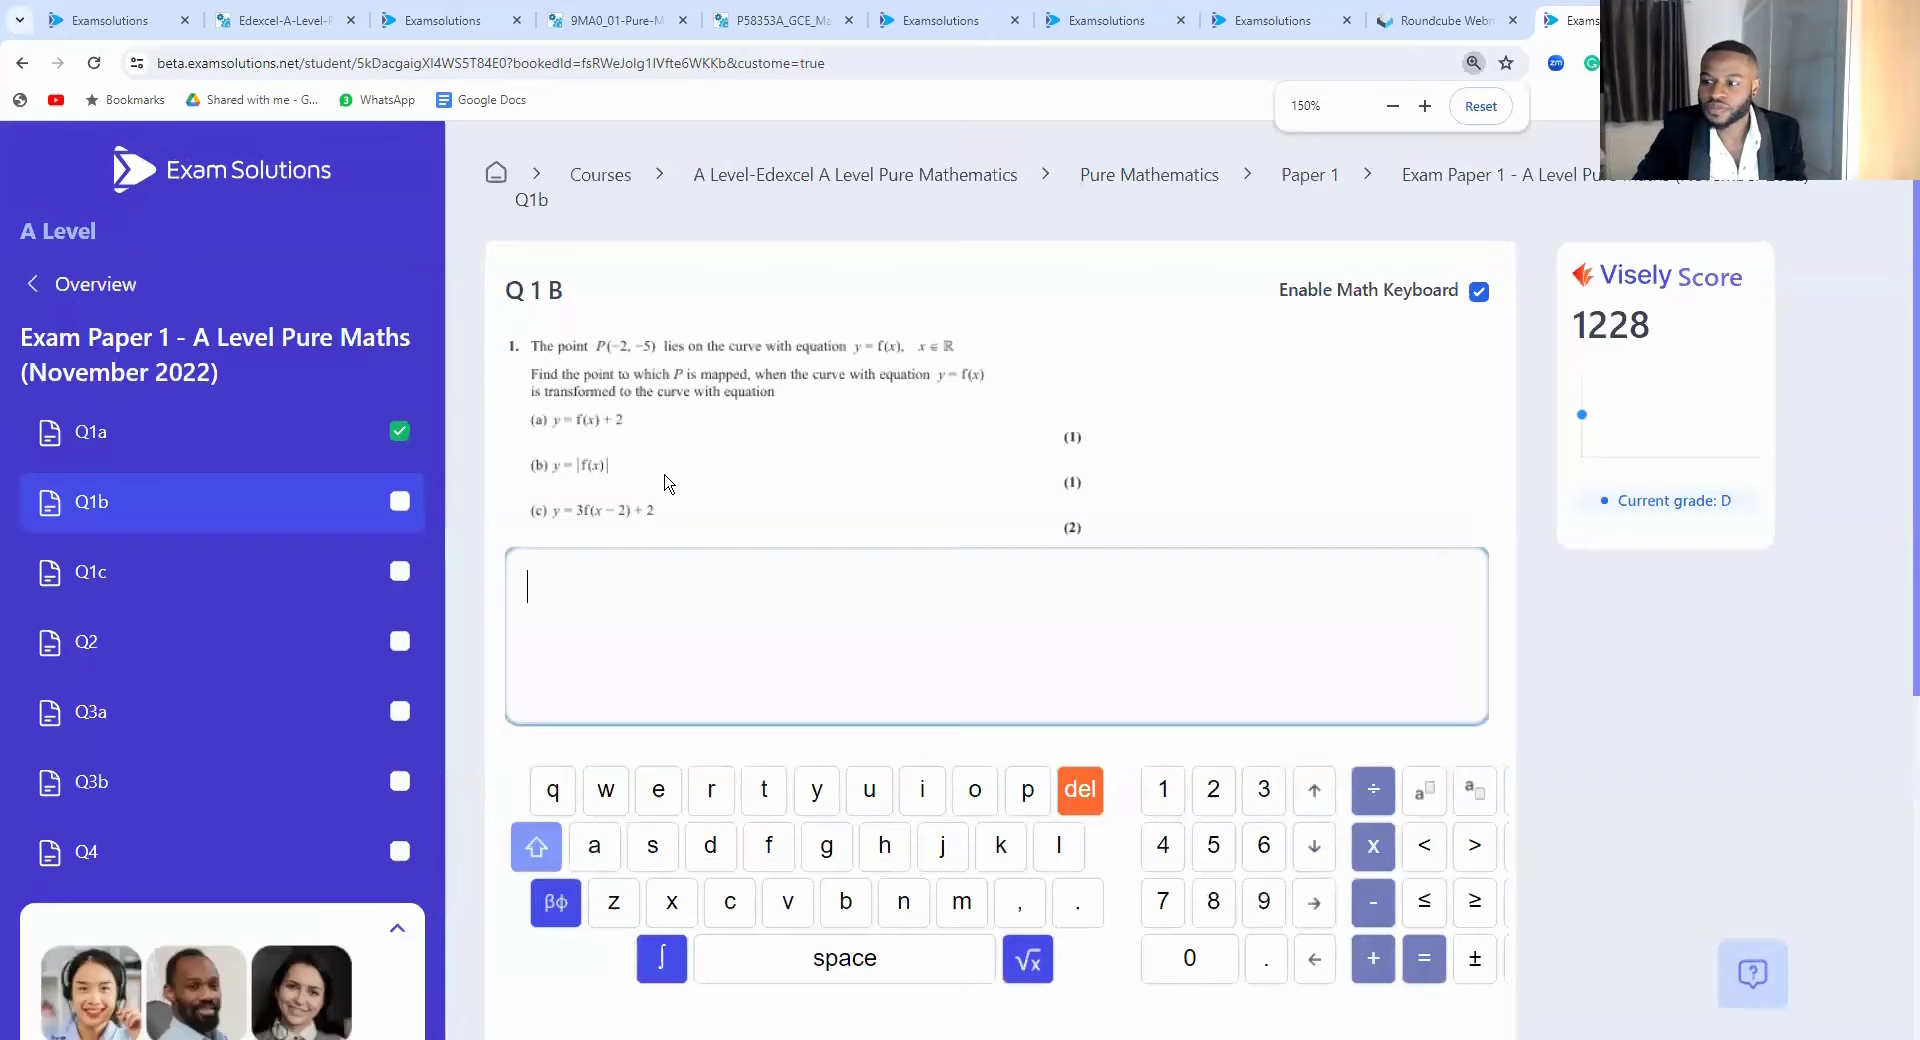 Examsolutions
Edexcel-A-Level-
Examsolutions
9MA0_01-Pure-M
P58353A_GCE_Ma
Examsolutions
Examsolutions
Examsolutions
Roundcube Webm
Exams
beta.examsolutions.net/student/5kDacgaigXI4WS5T84E0?bookedId=fsRWeJolg1IVfte6WKKb&custome=true
zm
Bookmarks
Shared with me - G...
3
WhatsApp
Google Docs
150%
Reset
Exam Solutions
Courses
A Level-Edexcel A Level Pure Mathematics
Pure Mathematics
Paper 1
Exam Paper 1 - A Level Pu
Q1b
A Level
Overview
Exam Paper 1 - A Level Pure Maths
(November 2022)
Q1a
Q1b
Q1c
Q2
Q3a
Q3b
Q4
Q 1 B
Enable Math Keyboard
1. The point P(−2, −5) lies on the curve with equation y = f(x), x ∈ ℝ
Find the point to which P is mapped, when the curve with equation y = f(x)
is transformed to the curve with equation
(a) y = f(x) + 2
(1)
(b) y = |f(x)|
(1)
(c) y = 3f(x − 2) + 2
(2)
Visely Score
1228
Current grade: D
q w e r t y u i o p del 1 2 3 ↑ ÷ a□ a□
a s d f g h j k l 4 5 6 ↓ x < >
βϕ z x c v b n m , . 7 8 9 → - ≤ ≥
∫ space √x 0 . ← + = ±
?